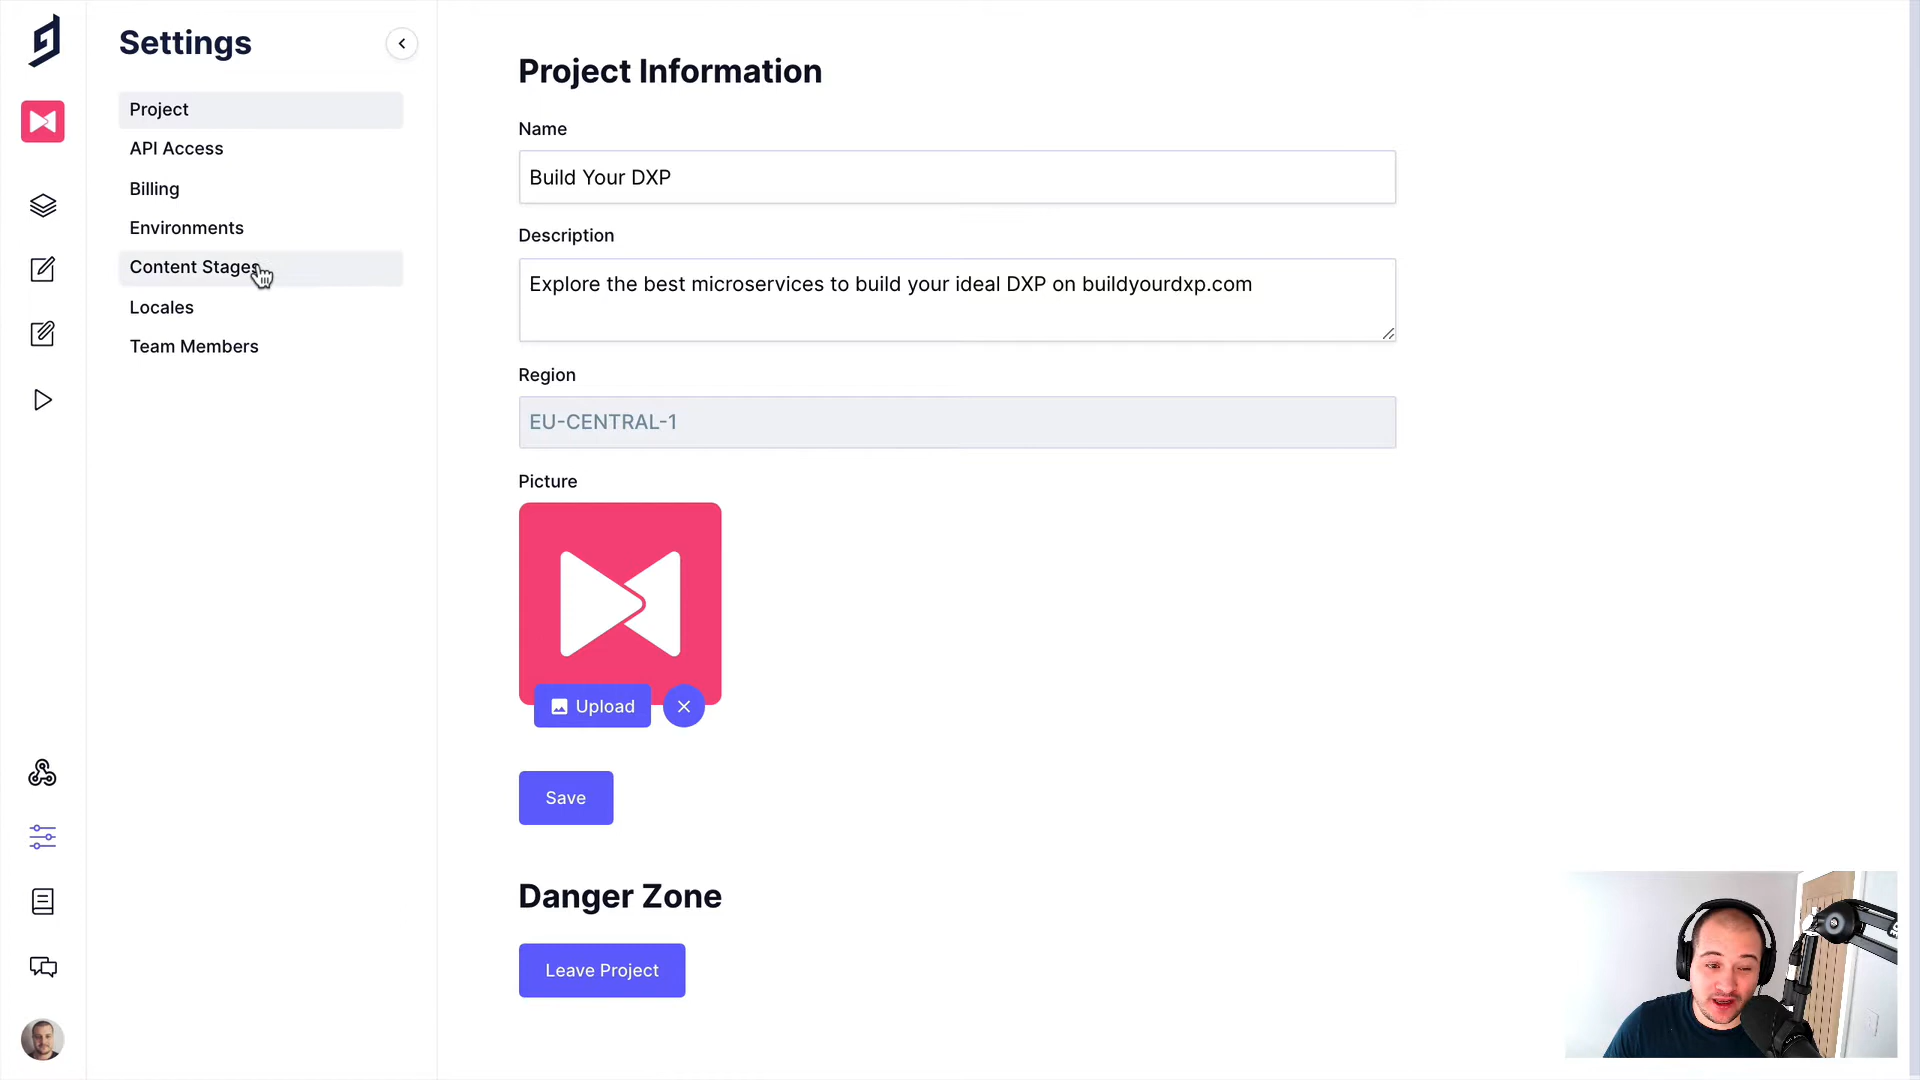 Settings
Project
API Access
Billing
Environments
Content Stages
Locales
Team Members
Project Information
Name
Build Your DXP
Description
Explore the best microservices to build your ideal DXP on buildyourdxp.com
Region
EU-CENTRAL-1
Picture
Upload
Save
Danger Zone
Leave Project